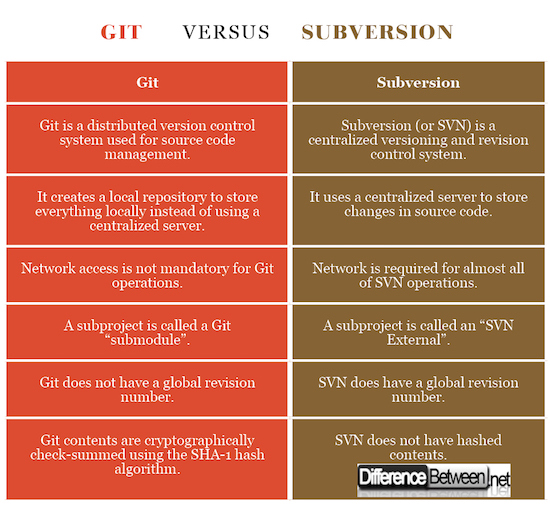 GIT VERSUS SUBVERSION
Git
Subversion
Git is a distributed version control
system used for source code
management.
Subversion (or SVN) is a
centralized versioning and revision
control system.
It creates a local repository to store
everything locally instead of using a
centralized server.
It uses a centralized server to store
changes in source code.
Network access is not mandatory for Git
operations.
Network is required for almost all
of SVN operations.
A subproject is called a Git
“submodule”.
A subproject is called an “SVN
External”.
Git does not have a global revision
number.
SVN does have a global revision
number.
Git contents are cryptographically
check-summed using the SHA-1 hash
algorithm.
SVN does not have hashed
contents.
DifferenceBetween.net